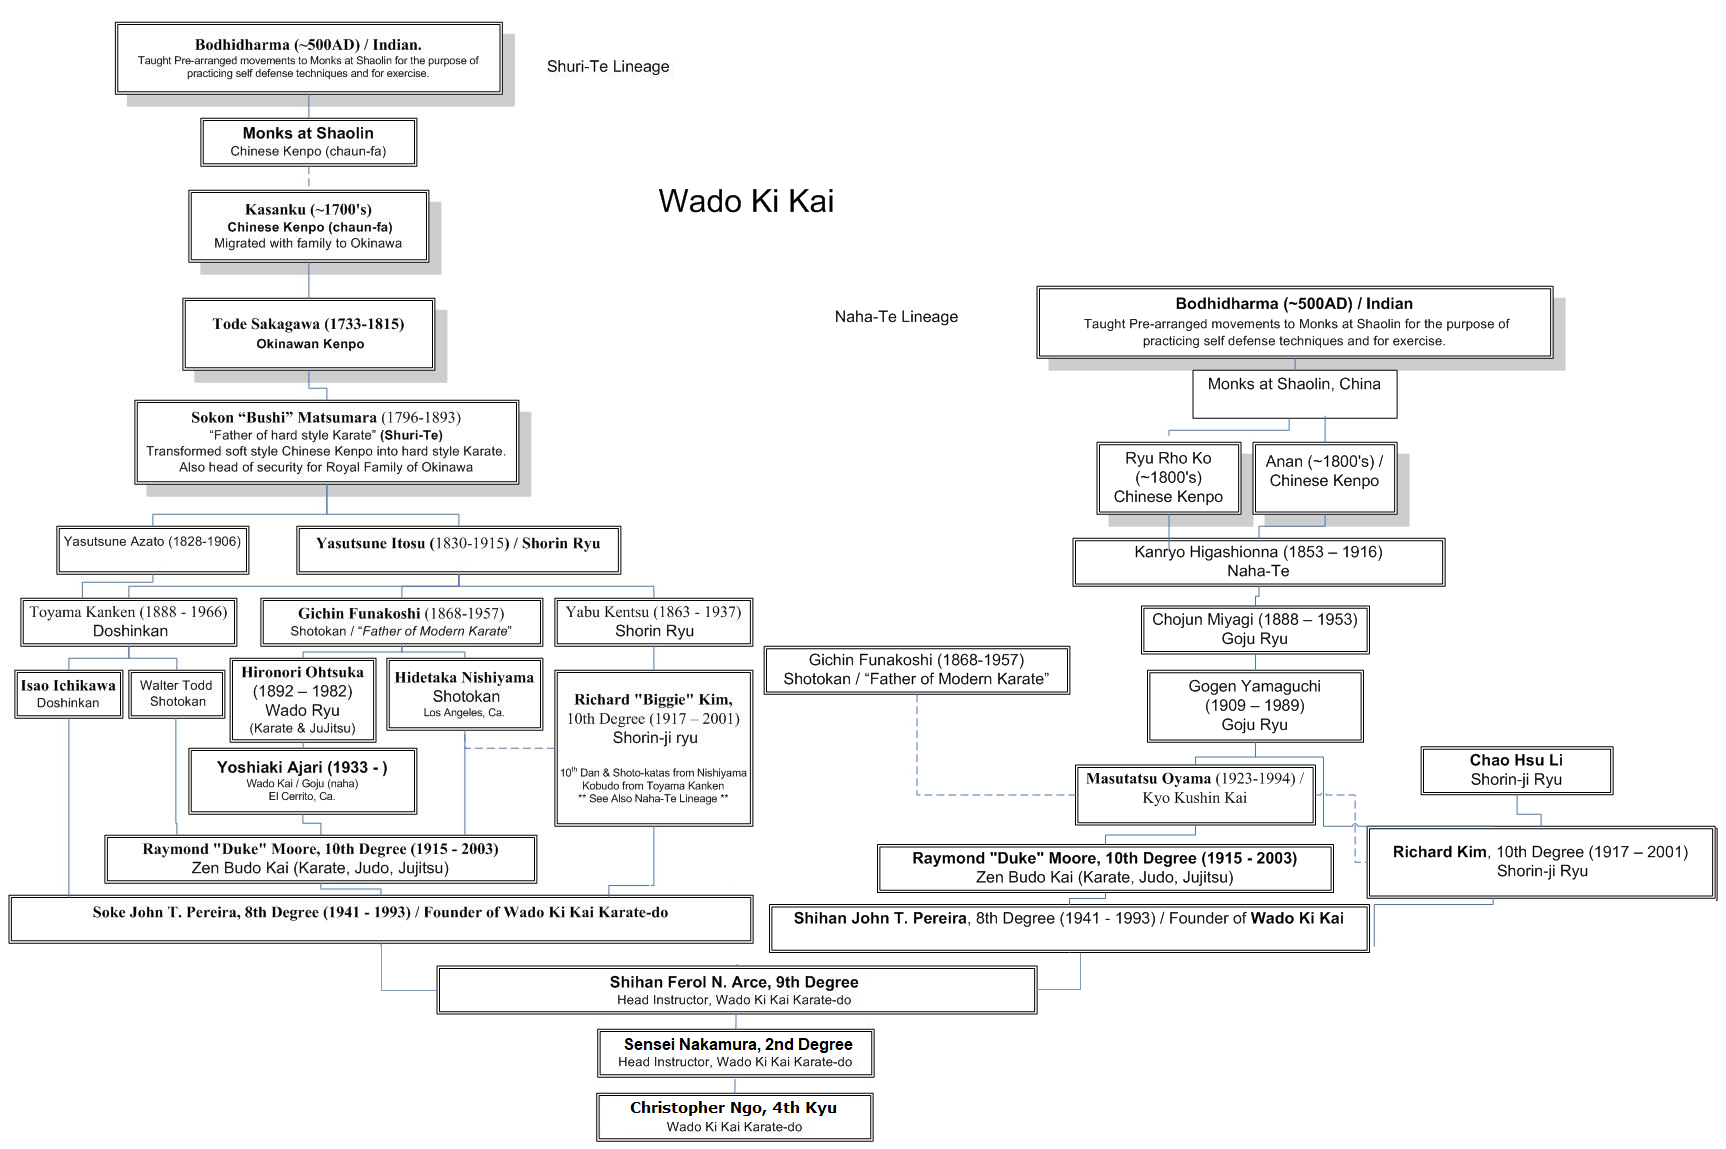 Bodhidharma (~500AD) / Indian.
Taught Pre-arranged movements to Monks at Shaolin for the purpose of
practicing self defense techniques and for exercise.
Shuri-Te Lineage
Monks at Shaolin
Chinese Kenpo (chaun-fa)
Kasanku (~1700's)
Chinese Kenpo (chaun-fa)
Migrated with family to Okinawa
Wado Ki Kai
Tode Sakagawa (1733-1815)
Okinawan Kenpo
Sokon “Bushi” Matsumara (1796-1893)
“Father of hard style Karate” (Shuri-Te)
Transformed soft style Chinese Kenpo into hard style Karate.
Also head of security for Royal Family of Okinawa
Yasutsune Azato (1828-1906)
Yasutsune Itosu (1830-1915) / Shorin Ryu
Toyama Kanken (1888 - 1966)
Doshinkan
Gichin Funakoshi (1868-1957)
Shotokan / “Father of Modern Karate”
Yabu Kentsu (1863 - 1937)
Shorin Ryu
Isao Ichikawa
Doshinkan
Walter Todd
Shotokan
Hironori Ohtsuka
(1892 – 1982)
Wado Ryu
(Karate & JuJitsu)
Hidetaka Nishiyama
Shotokan
Los Angeles, Ca.
Richard "Biggie" Kim,
10th Degree (1917 – 2001)
Shorin-ji ryu
10th Dan & Shoto-katas from Nishiyama
Kobudo from Toyama Kanken
** See Also Naha-Te Lineage **
Yoshiaki Ajari (1933 - )
Wado Kai / Goju (naha)
El Cerrito, Ca.
Raymond "Duke" Moore, 10th Degree (1915 - 2003)
Zen Budo Kai (Karate, Judo, Jujitsu)
Soke John T. Pereira, 8th Degree (1941 - 1993) / Founder of Wado Ki Kai Karate-do
Naha-Te Lineage
Bodhidharma (~500AD) / Indian
Taught Pre-arranged movements to Monks at Shaolin for the purpose of
practicing self defense techniques and for exercise.
Monks at Shaolin, China
Ryu Rho Ko
(~1800's)
Chinese Kenpo
Anan (~1800's) /
Chinese Kenpo
Kanryo Higashionna (1853 – 1916)
Naha-Te
Chojun Miyagi (1888 – 1953)
Goju Ryu
Gichin Funakoshi (1868-1957)
Shotokan / “Father of Modern Karate”
Gogen Yamaguchi
(1909 – 1989)
Goju Ryu
Masutatsu Oyama (1923-1994) /
Kyo Kushin Kai
Chao Hsu Li
Shorin-ji Ryu
Raymond "Duke" Moore, 10th Degree (1915 - 2003)
Zen Budo Kai (Karate, Judo, Jujitsu)
Richard Kim, 10th Degree (1917 – 2001)
Shorin-ji Ryu
Shihan John T. Pereira, 8th Degree (1941 - 1993) / Founder of Wado Ki Kai
Shihan Ferol N. Arce, 9th Degree
Head Instructor, Wado Ki Kai Karate-do
Sensei Nakamura, 2nd Degree
Head Instructor, Wado Ki Kai Karate-do
Christopher Ngo, 4th Kyu
Wado Ki Kai Karate-do